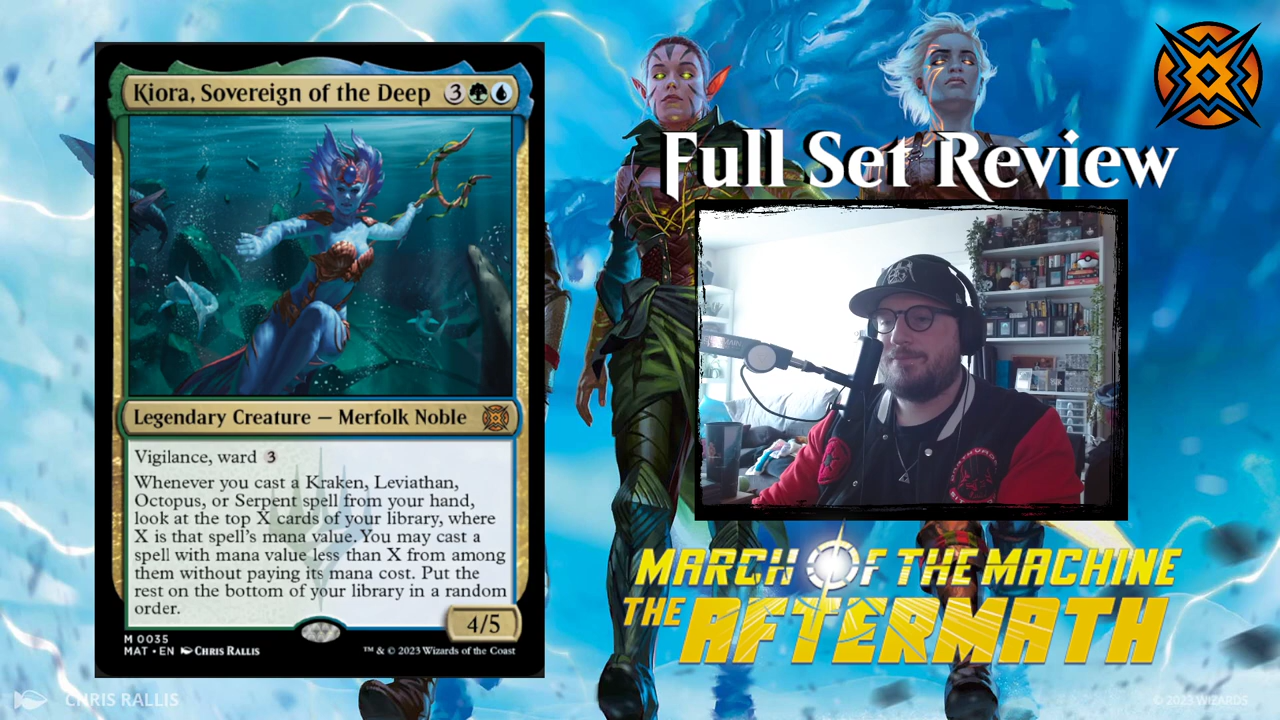 Kiora, Sovereign of the Deep 3
Legendary Creature — Merfolk Noble
Vigilance, ward 3
Whenever you cast a Kraken, Leviathan,
Octopus, or Serpent spell from your hand,
look at the top X cards of your library, where
X is that spell's mana value. You may cast a
spell with mana value less than X from among
them without paying its mana cost. Put the
rest on the bottom of your library in a random
order.
4/5
M 0035
MAT • EN CHRIS RALLIS
™ & © 2023 Wizards of the Coast
Full Set Review
MARCH OF THE MACHINE
THE AFTERMATH
CHRIS RALLIS
© 2023 WIZARDS